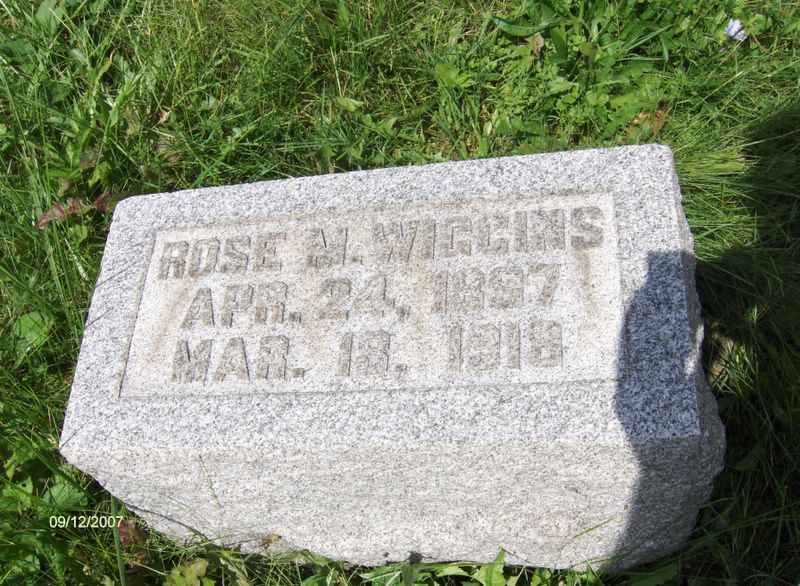 ROSE M. WIGGINS
APR. 24, 1897
MAR. 18. 1918
09/12/2007